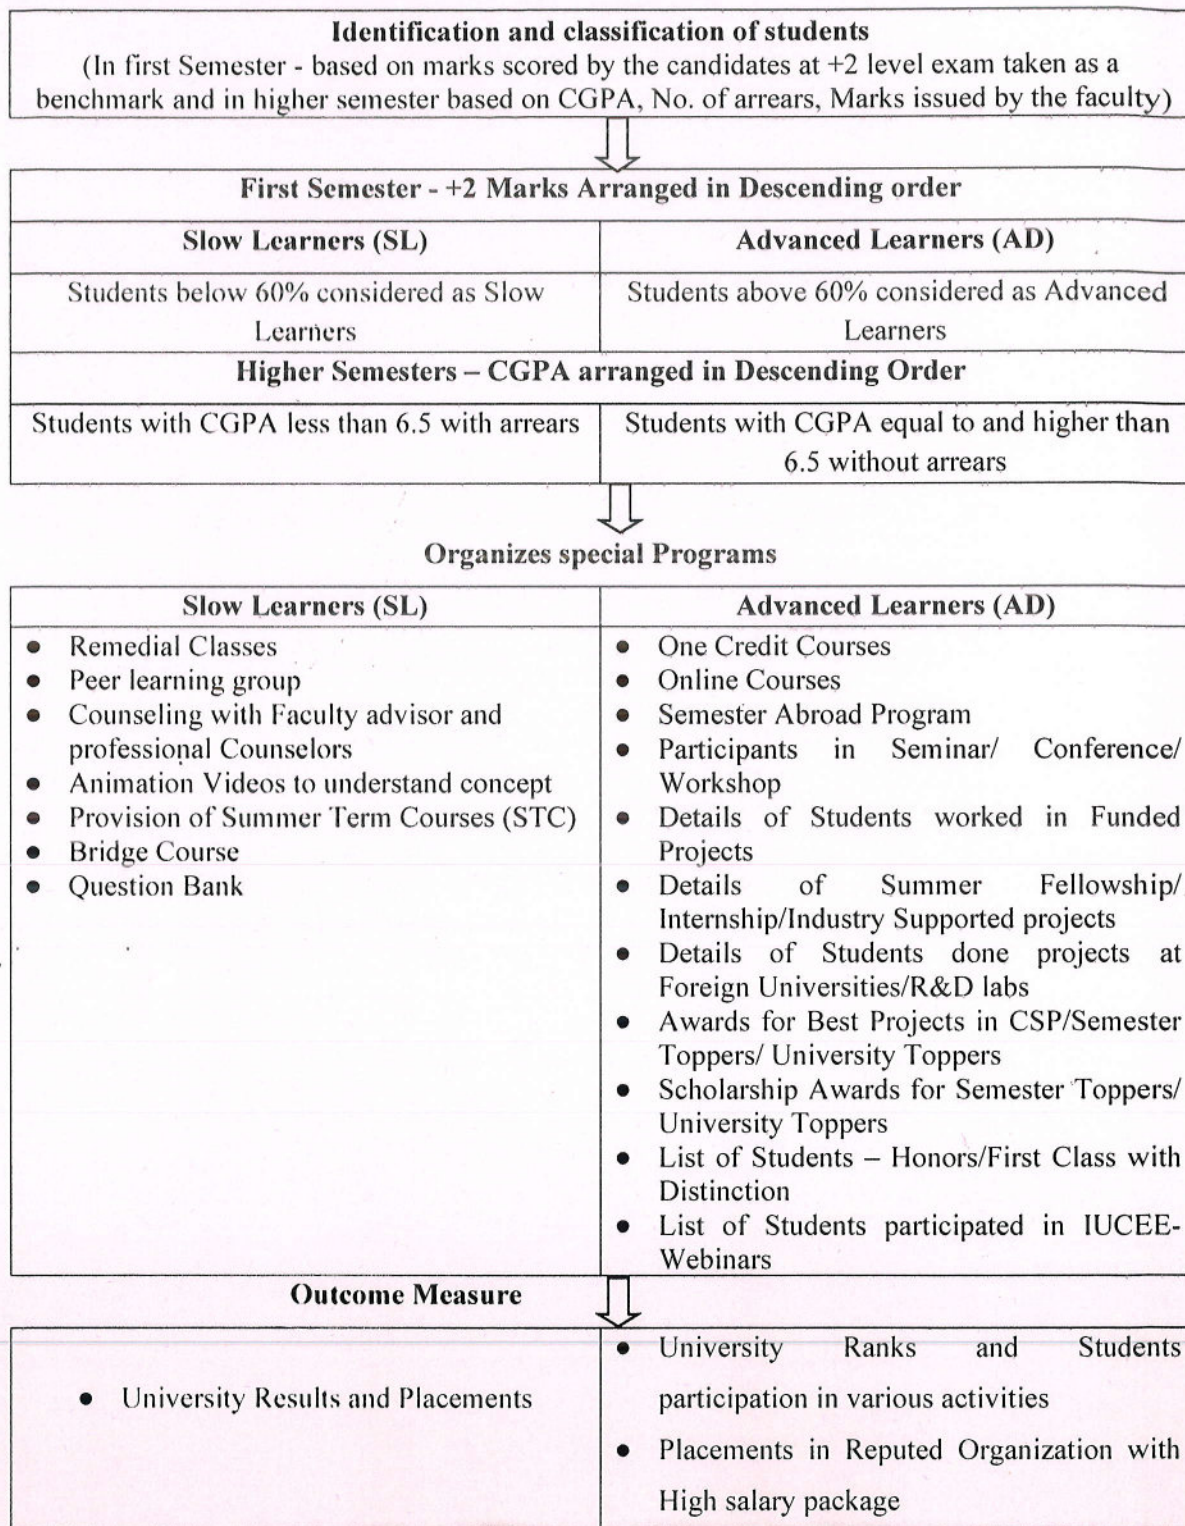 Identification and classification of students
(In first Semester - based on marks scored by the candidates at +2 level exam taken as a
benchmark and in higher semester based on CGPA, No. of arrears, Marks issued by the faculty)
First Semester - +2 Marks Arranged in Descending order
Slow Learners (SL)
Advanced Learners (AD)
Students below 60% considered as Slow
Learners
Students above 60% considered as Advanced
Learners
Higher Semesters – CGPA arranged in Descending Order
Students with CGPA less than 6.5 with arrears
Students with CGPA equal to and higher than
6.5 without arrears
Organizes special Programs
Slow Learners (SL)
• Remedial Classes
• Peer learning group
• Counseling with Faculty advisor and
professional Counselors
• Animation Videos to understand concept
• Provision of Summer Term Courses (STC)
• Bridge Course
• Question Bank
Advanced Learners (AD)
• One Credit Courses
• Online Courses
• Semester Abroad Program
• Participants in Seminar/ Conference/
Workshop
• Details of Students worked in Funded
Projects
• Details of Summer Fellowship/
Internship/Industry Supported projects
• Details of Students done projects at
Foreign Universities/R&D labs
• Awards for Best Projects in CSP/Semester
Toppers/ University Toppers
• Scholarship Awards for Semester Toppers/
University Toppers
• List of Students – Honors/First Class with
Distinction
• List of Students participated in IUCEE-
Webinars
Outcome Measure
• University Results and Placements
• University Ranks and Students
participation in various activities
• Placements in Reputed Organization with
High salary package